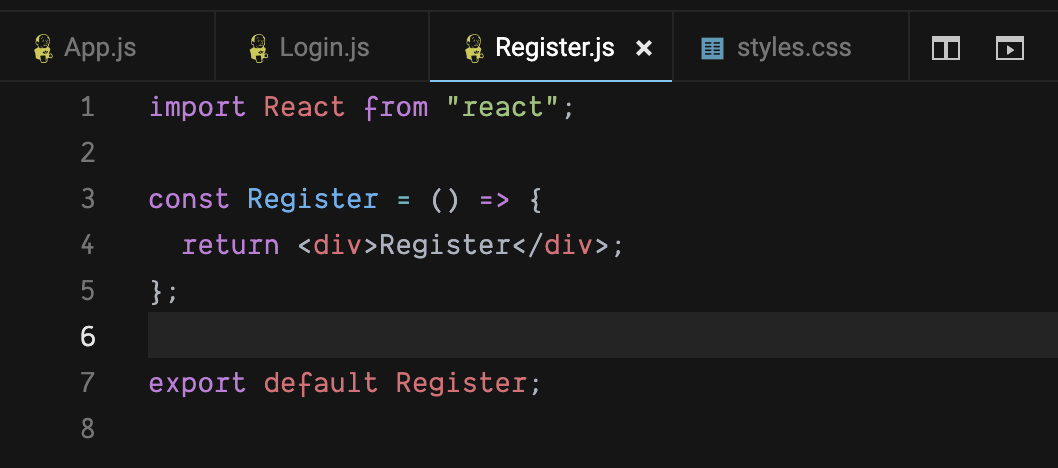 App.js Login.js Register.js × styles.css
1 import React from "react";
2
3 const Register = () => {
4   return <div>Register</div>;
5 };
6
7 export default Register;
8